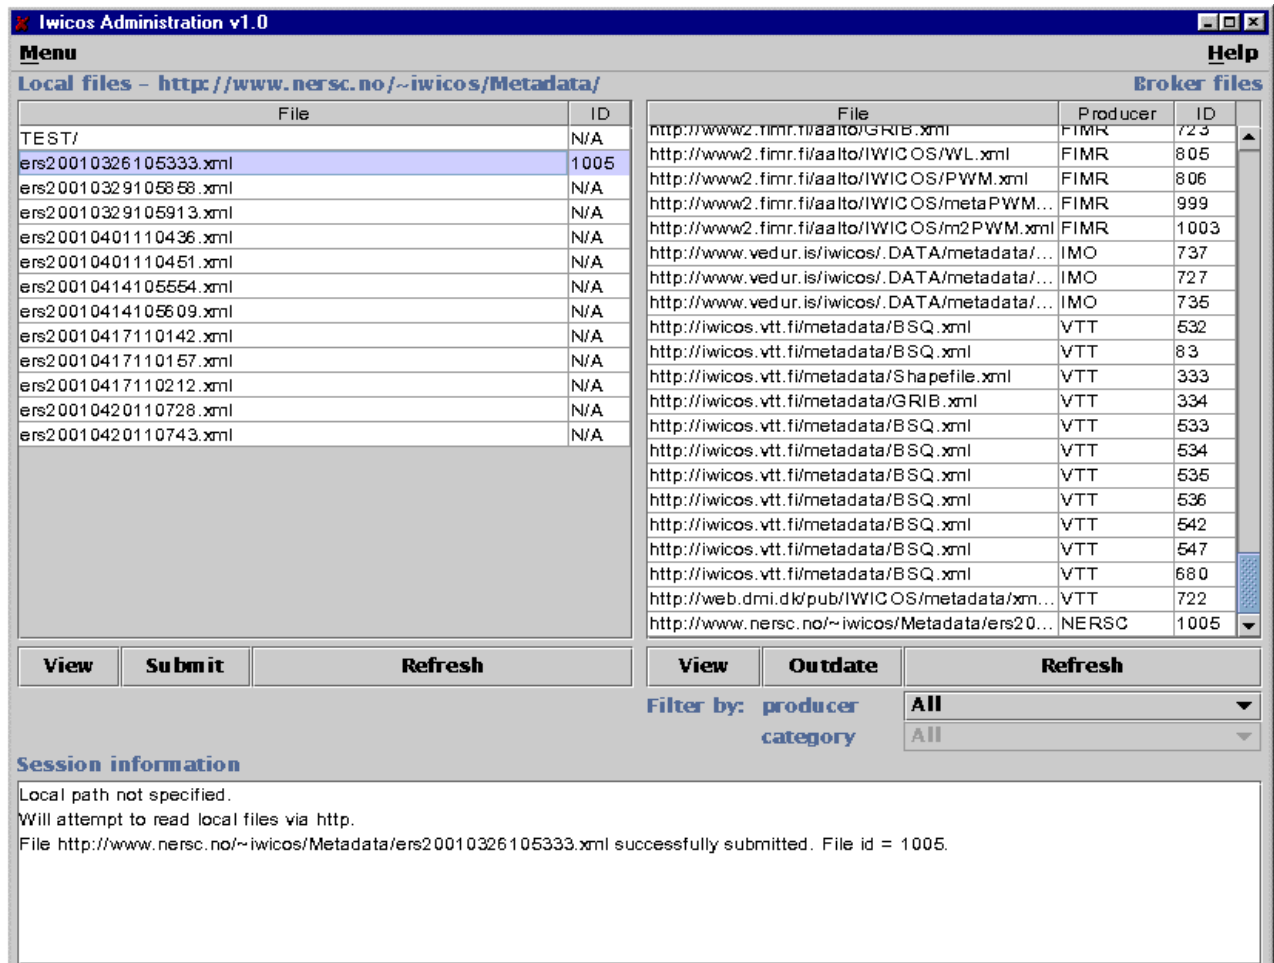 Iwicos Administration v1.0
Menu Help
Local files - http://www.nersc.no/~iwicos/Metadata/ Broker files
File ID
TEST/ N/A
ers20010326105333.xml 1005
ers20010329105858.xml N/A
ers20010329105913.xml N/A
ers20010401110436.xml N/A
ers20010401110451.xml N/A
ers20010414105554.xml N/A
ers20010414105609.xml N/A
ers20010417110142.xml N/A
ers20010417110157.xml N/A
ers20010417110212.xml N/A
ers20010420110728.xml N/A
ers20010420110743.xml N/A
File Producer ID
http://www2.fimr.fi/aalto/GRIB.xml FIMR 723
http://www2.fimr.fi/aalto/IWICOS/WL.xml FIMR 805
http://www2.fimr.fi/aalto/IWICOS/PWM.xml FIMR 806
http://www2.fimr.fi/aalto/IWICOS/metaPWM... FIMR 999
http://www2.fimr.fi/aalto/IWICOS/m2PWM.xml FIMR 1003
http://www.vedur.is/iwicos/.DATA/metadata/... IMO 737
http://www.vedur.is/iwicos/.DATA/metadata/... IMO 727
http://www.vedur.is/iwicos/.DATA/metadata/... IMO 735
http://iwicos.vtt.fi/metadata/BSQ.xml VTT 532
http://iwicos.vtt.fi/metadata/BSQ.xml VTT 83
http://iwicos.vtt.fi/metadata/Shapefile.xml VTT 333
http://iwicos.vtt.fi/metadata/GRIB.xml VTT 334
http://iwicos.vtt.fi/metadata/BSQ.xml VTT 533
http://iwicos.vtt.fi/metadata/BSQ.xml VTT 534
http://iwicos.vtt.fi/metadata/BSQ.xml VTT 535
http://iwicos.vtt.fi/metadata/BSQ.xml VTT 536
http://iwicos.vtt.fi/metadata/BSQ.xml VTT 542
http://iwicos.vtt.fi/metadata/BSQ.xml VTT 547
http://iwicos.vtt.fi/metadata/BSQ.xml VTT 680
http://web.dmi.dk/pub/IWICOS/metadata/xm... VTT 722
http://www.nersc.no/~iwicos/Metadata/ers20... NERSC 1005
View Submit Refresh
View Outdate Refresh
Filter by: producer All
category All
Session information
Local path not specified.
Will attempt to read local files via http.
File http://www.nersc.no/~iwicos/Metadata/ers20010326105333.xml successfully submitted. File id = 1005.